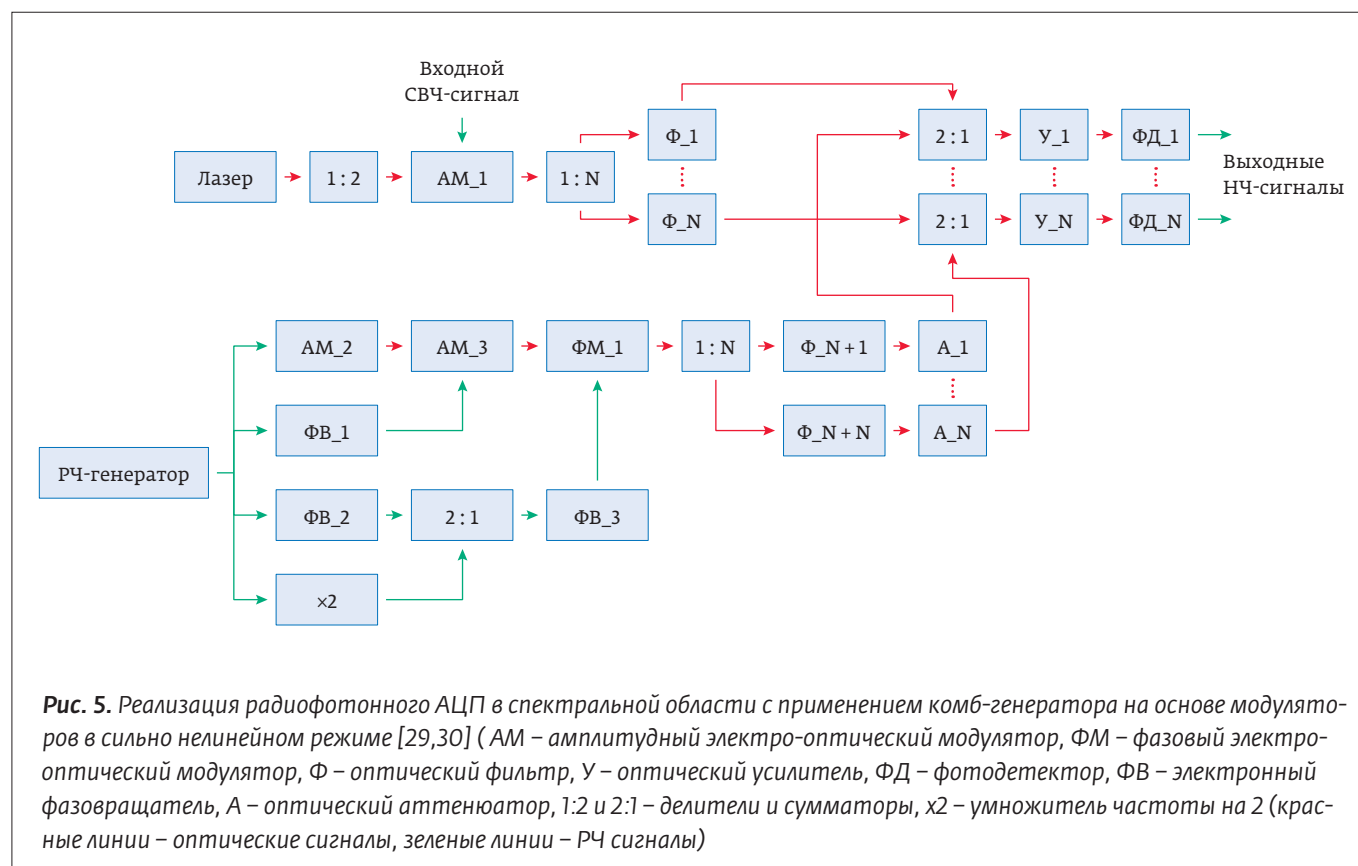 Входной
СВЧ-сигнал
Лазер
1 : 2
АМ_1
1 : N
Ф_1
Ф_N
2 : 1
У_1
ФД_1
2 : 1
У_N
ФД_N
Выходные
НЧ-сигналы
АМ_2
АМ_3
ФМ_1
1 : N
Ф_N + 1
А_1
ФВ_1
Ф_N + N
А_N
РЧ-генератор
ФВ_2
2 : 1
ФВ_3
×2
Рис. 5. Реализация радиофотонного АЦП в спектральной области с применением комб-генератора на основе модулято-
ров в сильно нелинейном режиме [29,30] ( АМ – амплитудный электро-оптический модулятор, ФМ – фазовый электро-
оптический модулятор, Ф – оптический фильтр, У – оптический усилитель, ФД – фотодетектор, ФВ – электронный
фазовращатель, А – оптический аттенюатор, 1:2 и 2:1 – делители и сумматоры, х2 – умножитель частоты на 2 (крас-
ные линии – оптические сигналы, зеленые линии – РЧ сигналы)